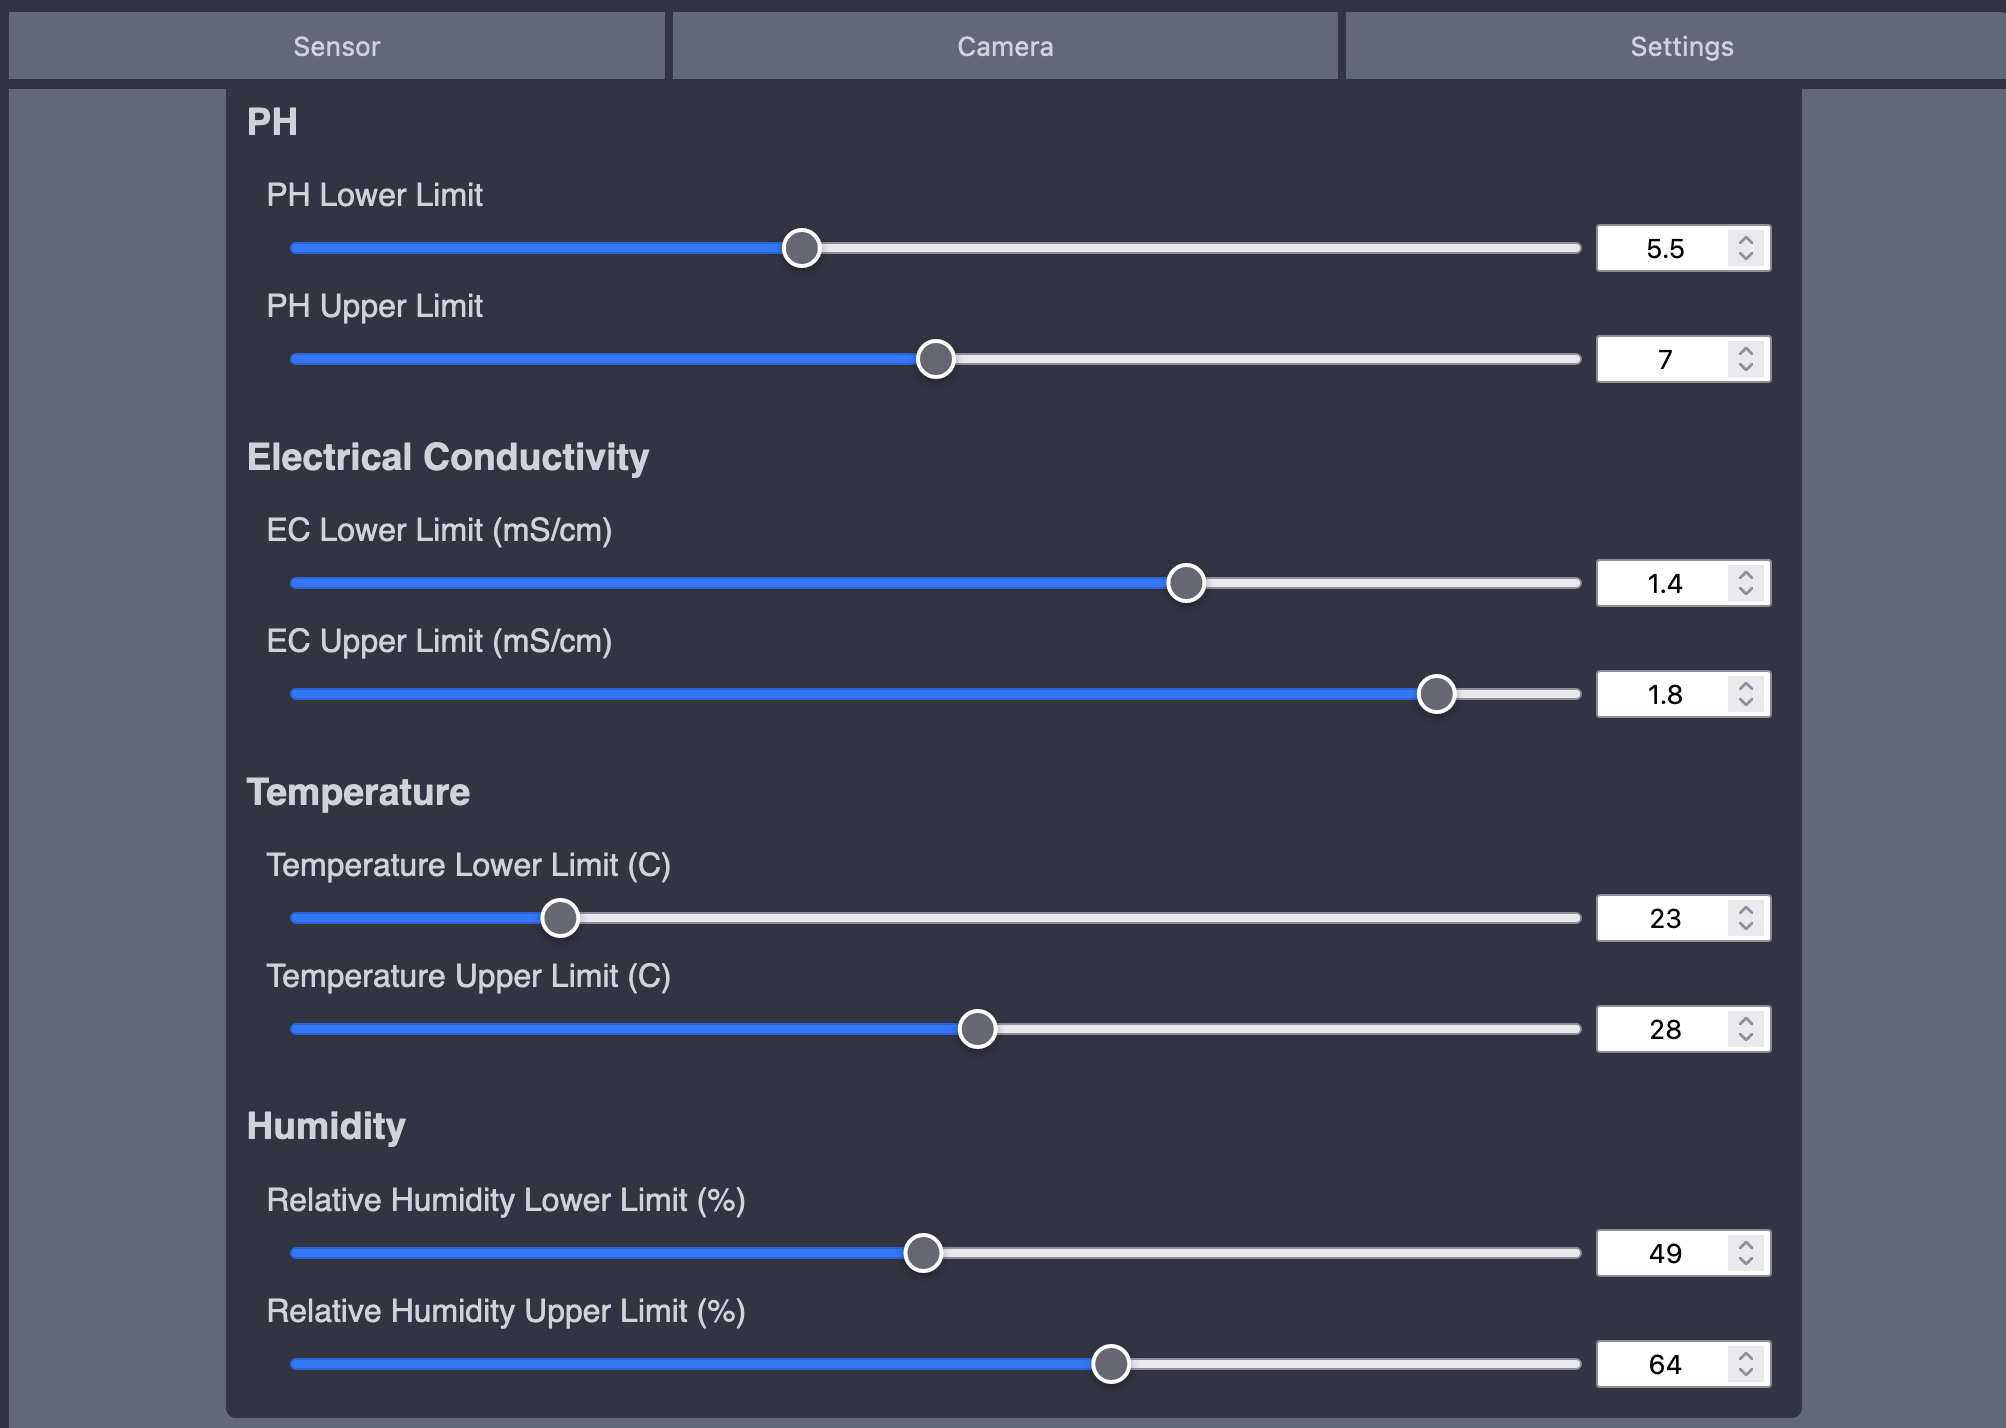 Sensor
Camera
Settings
PH
PH Lower Limit
5.5
PH Upper Limit
7
Electrical Conductivity
EC Lower Limit (mS/cm)
1.4
EC Upper Limit (mS/cm)
1.8
Temperature
Temperature Lower Limit (C)
23
Temperature Upper Limit (C)
28
Humidity
Relative Humidity Lower Limit (%)
49
Relative Humidity Upper Limit (%)
64